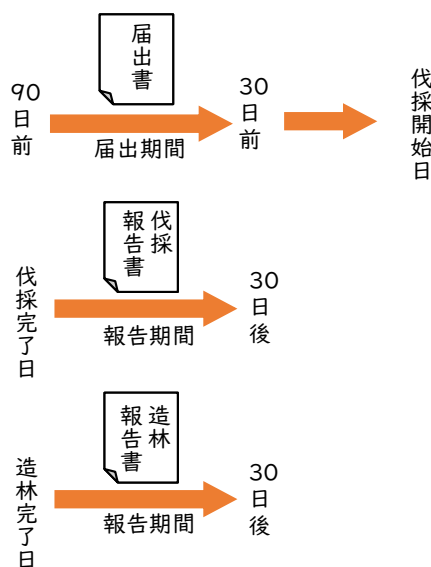 90日前
届出書
届出期間
30日前
伐採開始日
伐採完了日
伐採
報告書
報告期間
30日後
造林完了日
造林
報告書
報告期間
30日後